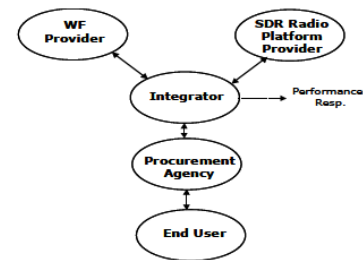 WF
Provider
SDR Radio
Platform
Provider
Integrator
Performance
Resp.
Procurement
Agency
End User